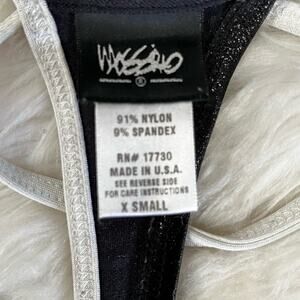 Mossimo
S
91% NYLON
9% SPANDEX
RN# 17730
MADE IN U.S.A.
SEE REVERSE SIDE
FOR CARE INSTRUCTIONS
X SMALL